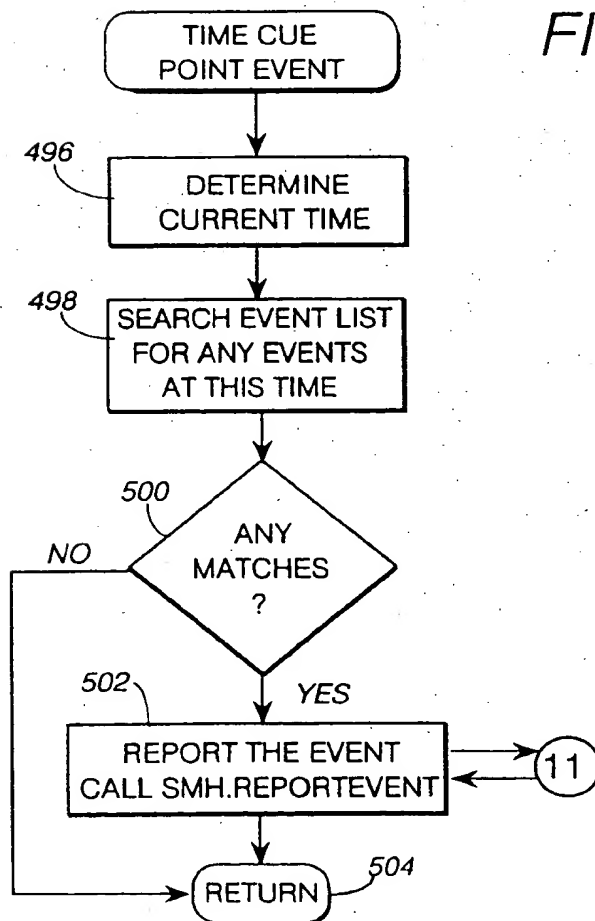 FI
TIME CUE
POINT EVENT
496
DETERMINE
CURRENT TIME
498
SEARCH EVENT LIST
FOR ANY EVENTS
AT THIS TIME
500
ANY
MATCHES
?
NO
YES
502
REPORT THE EVENT
CALL SMH.REPORTEVENT
11
RETURN
504